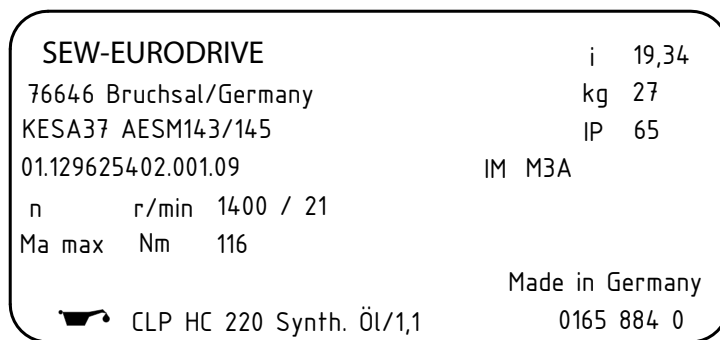 SEW-EURODRIVE i 19,34
76646 Bruchsal/Germany kg 27
KESA37 AESM143/145 IP 65
01.129625402.001.09 IM M3A
n r/min 1400 / 21
Ma max Nm 116
Made in Germany
CLP HC 220 Synth. Öl/1,1 0165 884 0